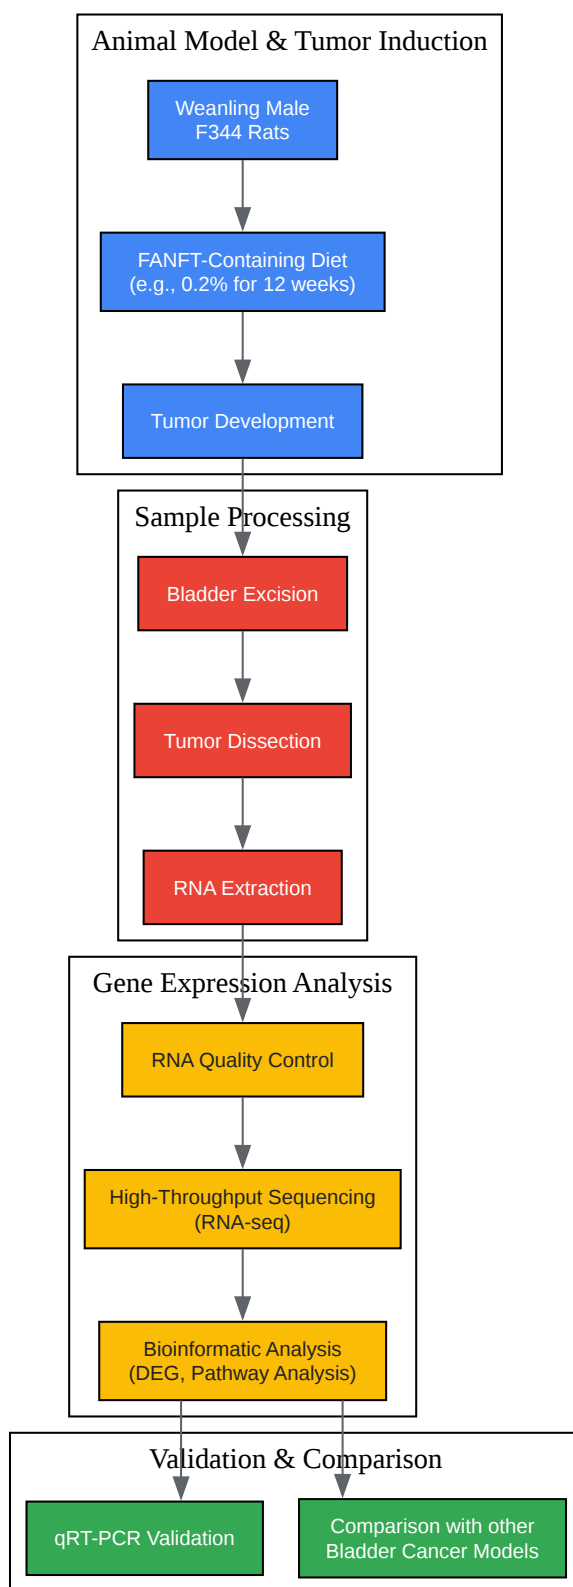 Animal Model & Tumor Induction
Weanling Male
F344 Rats
FANFT-Containing Diet
(e.g., 0.2% for 12 weeks)
Tumor Development
Sample Processing
Bladder Excision
Tumor Dissection
RNA Extraction
Gene Expression Analysis
RNA Quality Control
High-Throughput Sequencing
(RNA-seq)
Bioinformatic Analysis
(DEG, Pathway Analysis)
Validation & Comparison
qRT-PCR Validation
Comparison with other
Bladder Cancer Models